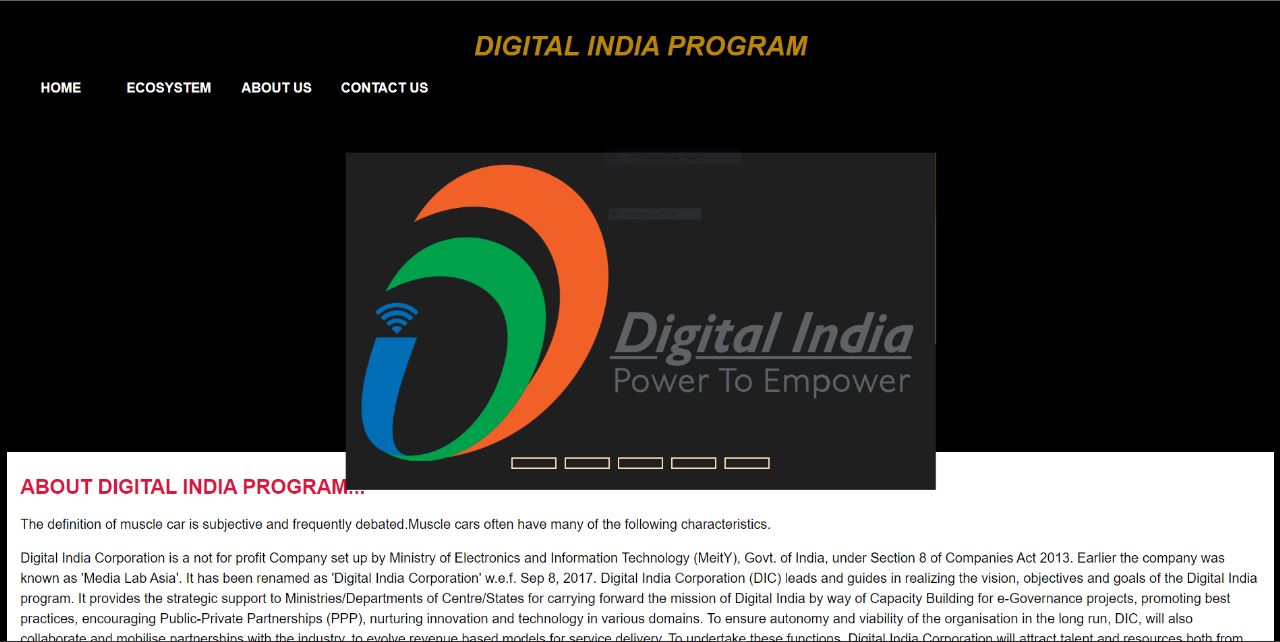 DIGITAL INDIA PROGRAM
HOME ECOSYSTEM ABOUT US CONTACT US
Digital India
Power To Empower
ABOUT DIGITAL INDIA PROGRAM...
The definition of muscle car is subjective and frequently debated.Muscle cars often have many of the following characteristics.
Digital India Corporation is a not for profit Company set up by Ministry of Electronics and Information Technology (MeitY), Govt. of India, under Section 8 of Companies Act 2013. Earlier the company was
known as 'Media Lab Asia'. It has been renamed as 'Digital India Corporation' w.e.f. Sep 8, 2017. Digital India Corporation (DIC) leads and guides in realizing the vision, objectives and goals of the Digital India
program. It provides the strategic support to Ministries/Departments of Centre/States for carrying forward the mission of Digital India by way of Capacity Building for e-Governance projects, promoting best
practices, encouraging Public-Private Partnerships (PPP), nurturing innovation and technology in various domains. To ensure autonomy and viability of the organisation in the long run, DIC, will also
collaborate and mobilise partnerships with the industry, to evolve revenue based models for service delivery. To undertake these functions, Digital India Corporation will attract talent and resources both from